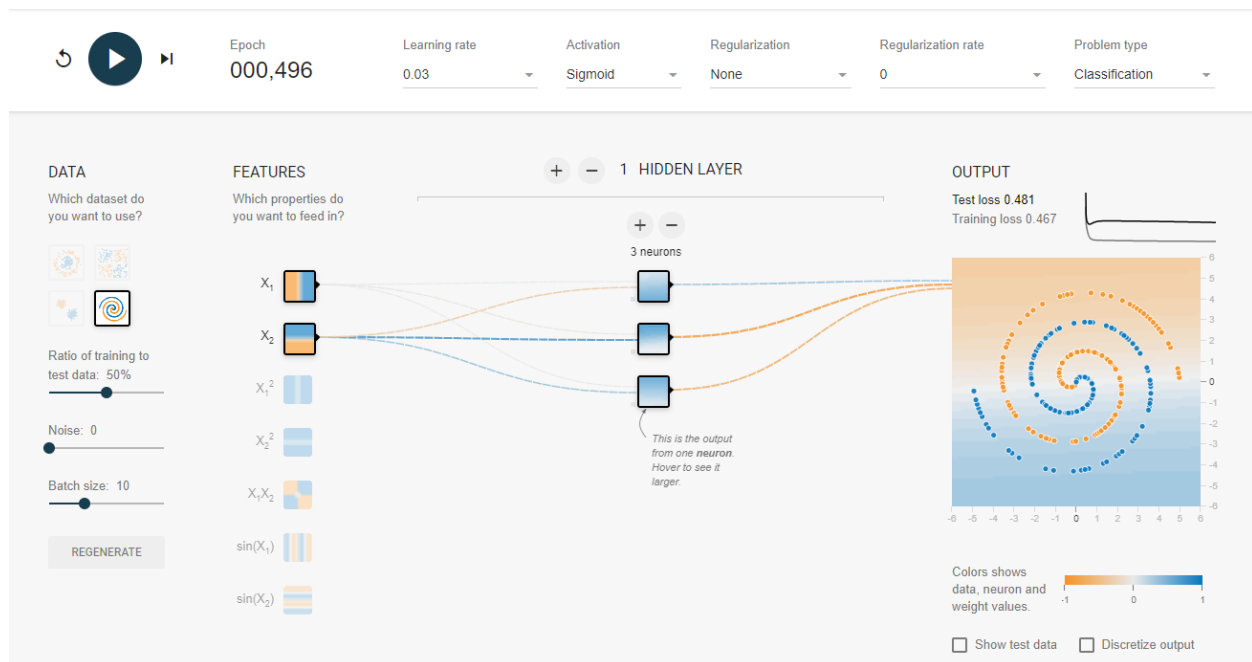 Epoch
000,496
Learning rate
0.03
Activation
Sigmoid
Regularization
None
Regularization rate
0
Problem type
Classification
DATA
Which dataset do
you want to use?
Ratio of training to
test data: 50%
Noise: 0
Batch size: 10
REGENERATE
FEATURES
Which properties do
you want to feed in?
X₁
X₂
X₁²
X₂²
X₁X₂
sin(X₁)
sin(X₂)
+ − 1 HIDDEN LAYER
+ −
3 neurons
This is the output
from one neuron.
Hover to see it
larger.
OUTPUT
Test loss 0.481
Training loss 0.467
6
5
4
3
2
1
0
-1
-2
-3
-4
-5
-6
-6 -5 -4 -3 -2 -1 0 1 2 3 4 5 6
Colors shows
data, neuron and
weight values.
-1 0 1
Show test data
Discretize output